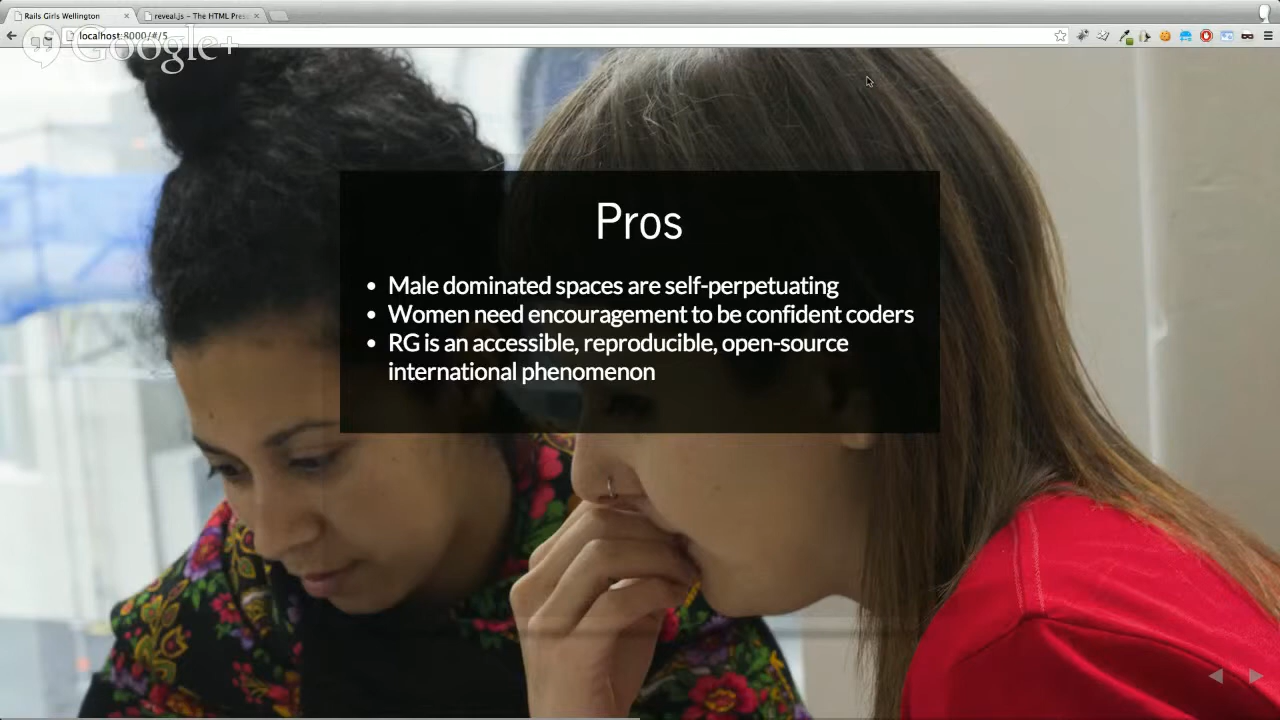 Rails Girls Wellington
reveal.js – The HTML Pres
localhost:8000/#/5
Google+
Pros
Male dominated spaces are self-perpetuating
Women need encouragement to be confident coders
RG is an accessible, reproducible, open-source
international phenomenon